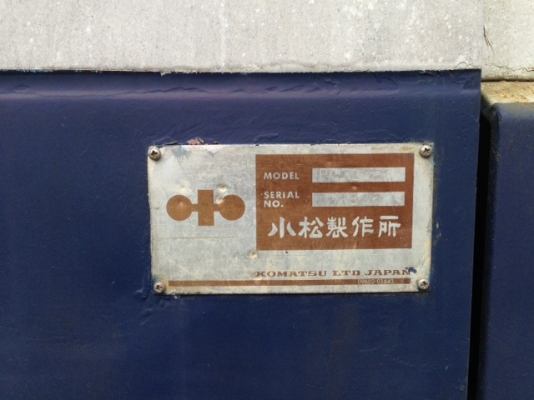 MODEL
SERIAL
NO.
小松製作所
KOMATSU LTD. JAPAN